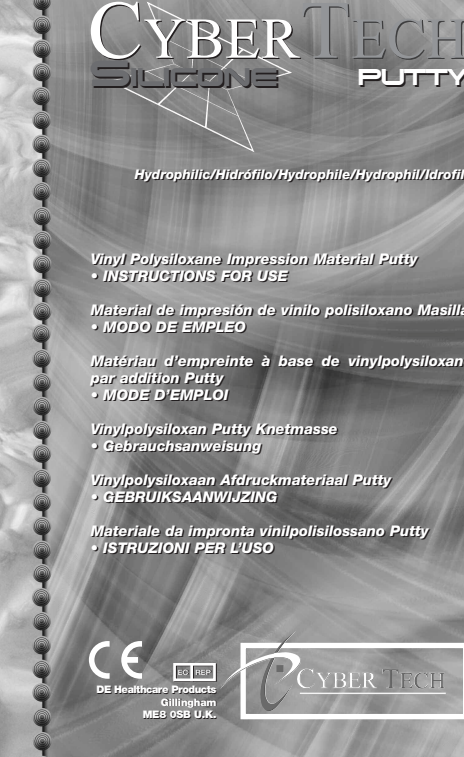 CYBER TECH
SILICONE PUTTY
Hydrophilic/Hidrófilo/Hydrophile/Hydrophil/Idrofil
Vinyl Polysiloxane Impression Material Putty
• INSTRUCTIONS FOR USE
Material de impresión de vinilo polisiloxano Masilla
• MODO DE EMPLEO
Matériau d'empreinte à base de vinylpolysiloxan
par addition Putty
• MODE D'EMPLOI
Vinylpolysiloxan Putty Knetmasse
• Gebrauchsanweisung
Vinylpolysiloxaan Afdruckmateriaal Putty
• GEBRUIKSAANWIJZING
Materiale da impronta vinilpolisilossano Putty
• ISTRUZIONI PER L'USO
CE
EC REP
DE Healthcare Products
Gillingham
ME8 0SB U.K.
CYBER TECH